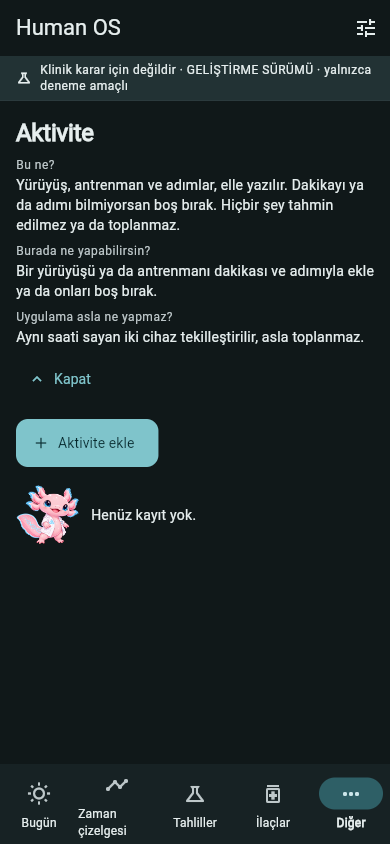 Human OS
Klinik karar için değildir · GELİŞTİRME SÜRÜMÜ · yalnızca
deneme amaçlı
Aktivite
Bu ne?
Yürüyüş, antrenman ve adımlar, elle yazılır. Dakikayı ya
da adımı bilmiyorsan boş bırak. Hiçbir şey tahmin
edilmez ya da toplanmaz.
Burada ne yapabilirsin?
Bir yürüyüşü ya da antrenmanı dakikası ve adımıyla ekle
ya da onları boş bırak.
Uygulama asla ne yapmaz?
Aynı saati sayan iki cihaz tekilleştirilir, asla toplanmaz.
Kapat
Aktivite ekle
Henüz kayıt yok.
Bugün
Zaman
çizelgesi
Tahliller
İlaçlar
Diğer